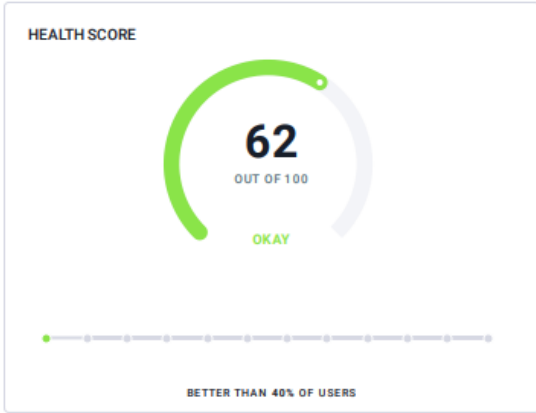 HEALTH SCORE
62
OUT OF 100
OKAY
BETTER THAN 40% OF USERS